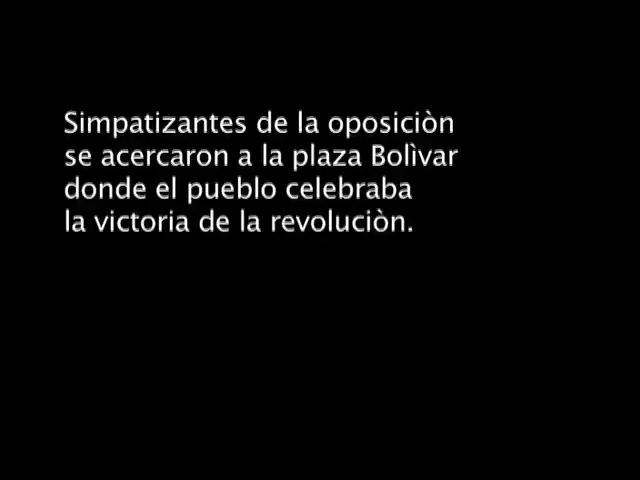 Simpatizantes de la oposiciòn
se acercaron a la plaza Bolìvar
donde el pueblo celebraba
la victoria de la revoluciòn.